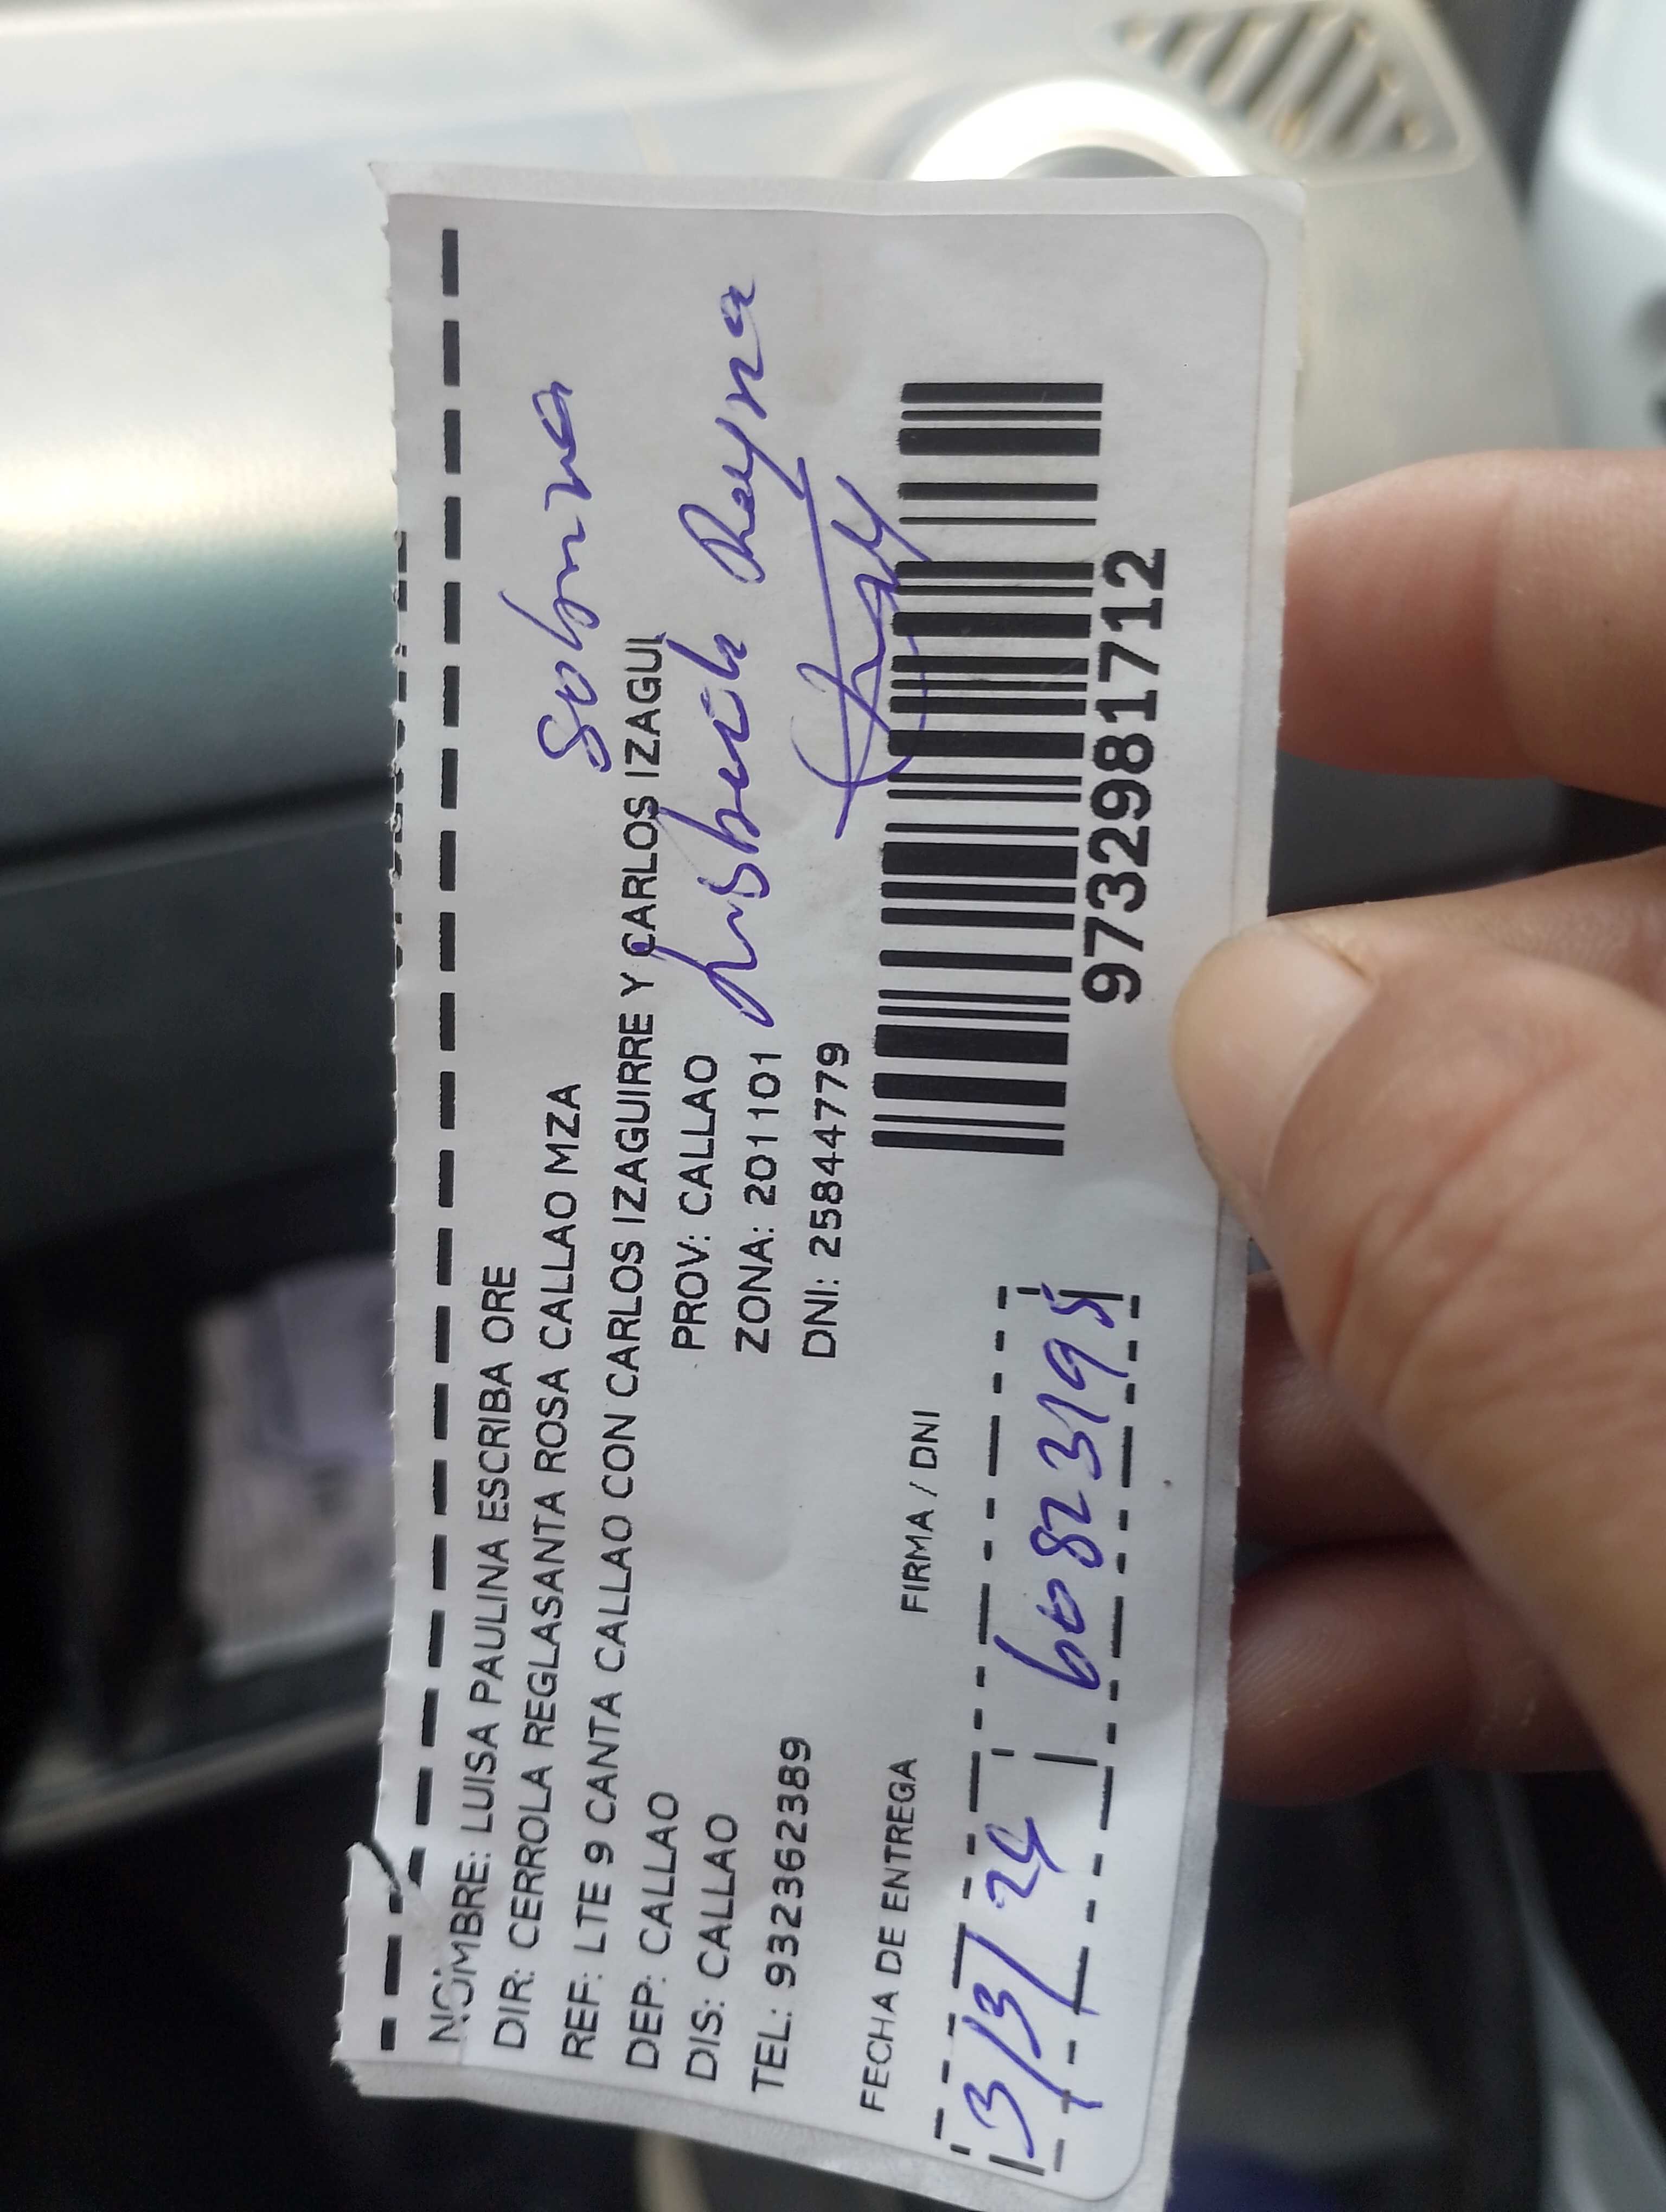 NOMBRE: LUISA PAULINA ESCRIBA ORE
DIR: CERROLA REGLASANTA ROSA CALLAO MZA
Sobrina
REF: LTE 9 CANTA CALLAO CON CARLOS IZAGUIRRE Y CARLOS IZAGUI
DEP: CALLAO PROV: CALLAO
DIS: CALLAO ZONA: 201101
Reyna
TEL: 932362389 DNI: 25844779
FECHA DE ENTREGA FIRMA / DNI
3/3/24 60823195
9732981712